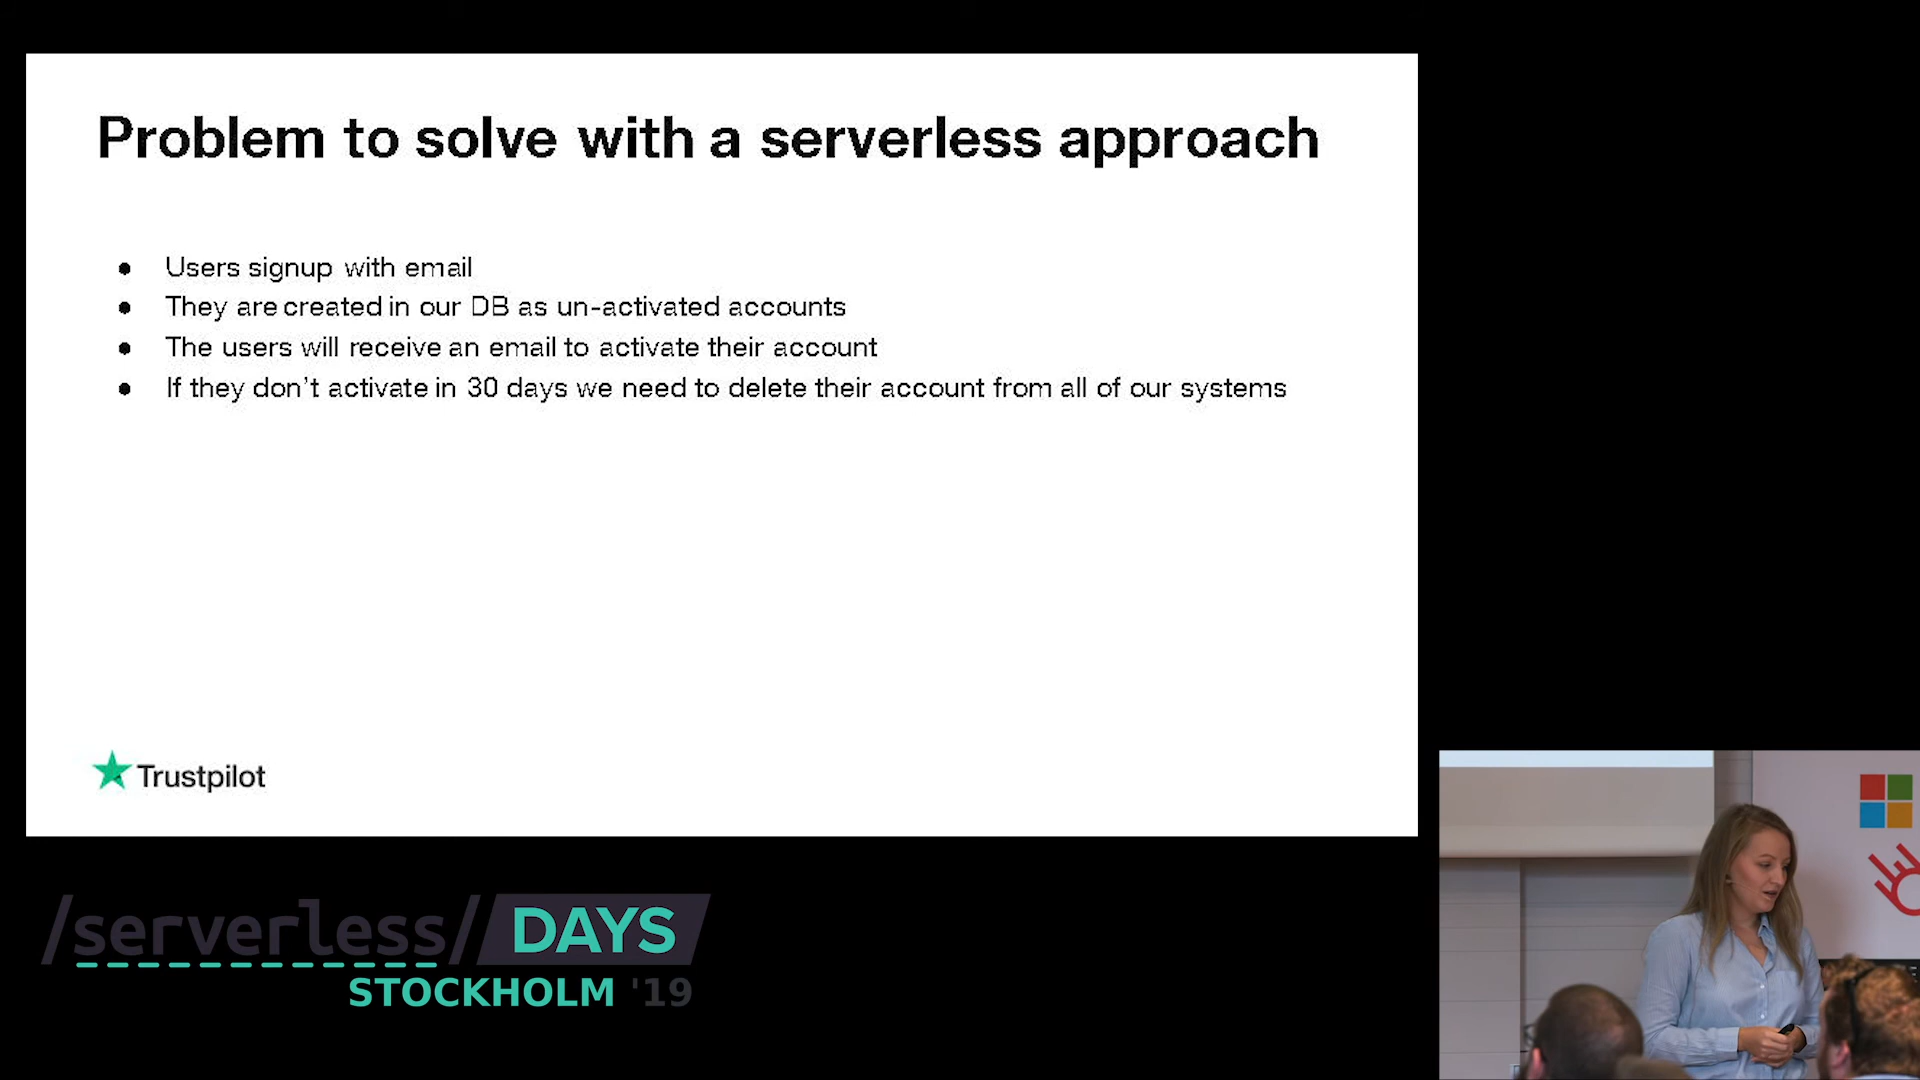 Problem to solve with a serverless approach
● Users signup with email
● They are created in our DB as un-activated accounts
● The users will receive an email to activate their account
● If they don't activate in 30 days we need to delete their account from all of our systems
Trustpilot
/serverless/ DAYS
STOCKHOLM '19